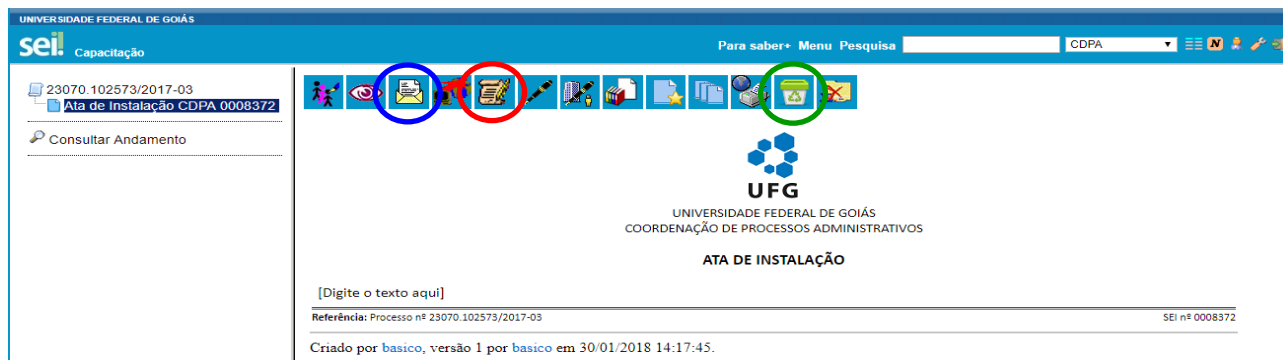 UNIVERSIDADE FEDERAL DE GOIÁS
sei! Capacitação
Para saber+ Menu Pesquisa
CDPA
N
23070.102573/2017-03
Ata de Instalação CDPA 0008372
Consultar Andamento
UFG
UNIVERSIDADE FEDERAL DE GOIÁS
COORDENAÇÃO DE PROCESSOS ADMINISTRATIVOS
ATA DE INSTALAÇÃO
[Digite o texto aqui]
Referência: Processo nº 23070.102573/2017-03
SEI nº 0008372
Criado por basico, versão 1 por basico em 30/01/2018 14:17:45.